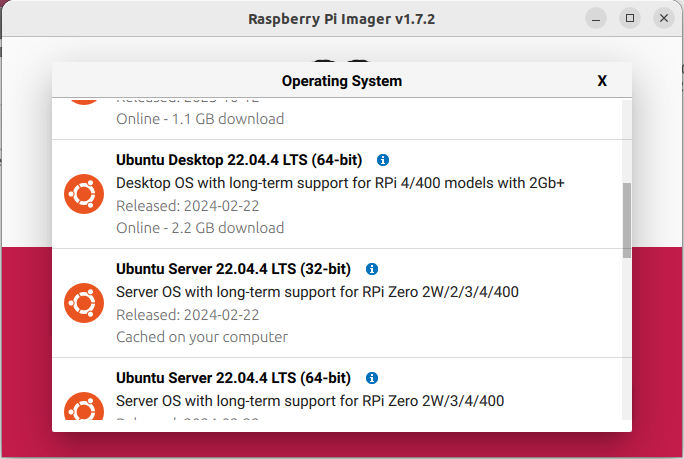 Raspberry Pi Imager v1.7.2
Operating System
X
Online - 1.1 GB download
Ubuntu Desktop 22.04.4 LTS (64-bit)
Desktop OS with long-term support for RPi 4/400 models with 2Gb+
Released: 2024-02-22
Online - 2.2 GB download
Ubuntu Server 22.04.4 LTS (32-bit)
Server OS with long-term support for RPi Zero 2W/2/3/4/400
Released: 2024-02-22
Cached on your computer
Ubuntu Server 22.04.4 LTS (64-bit)
Server OS with long-term support for RPi Zero 2W/3/4/400